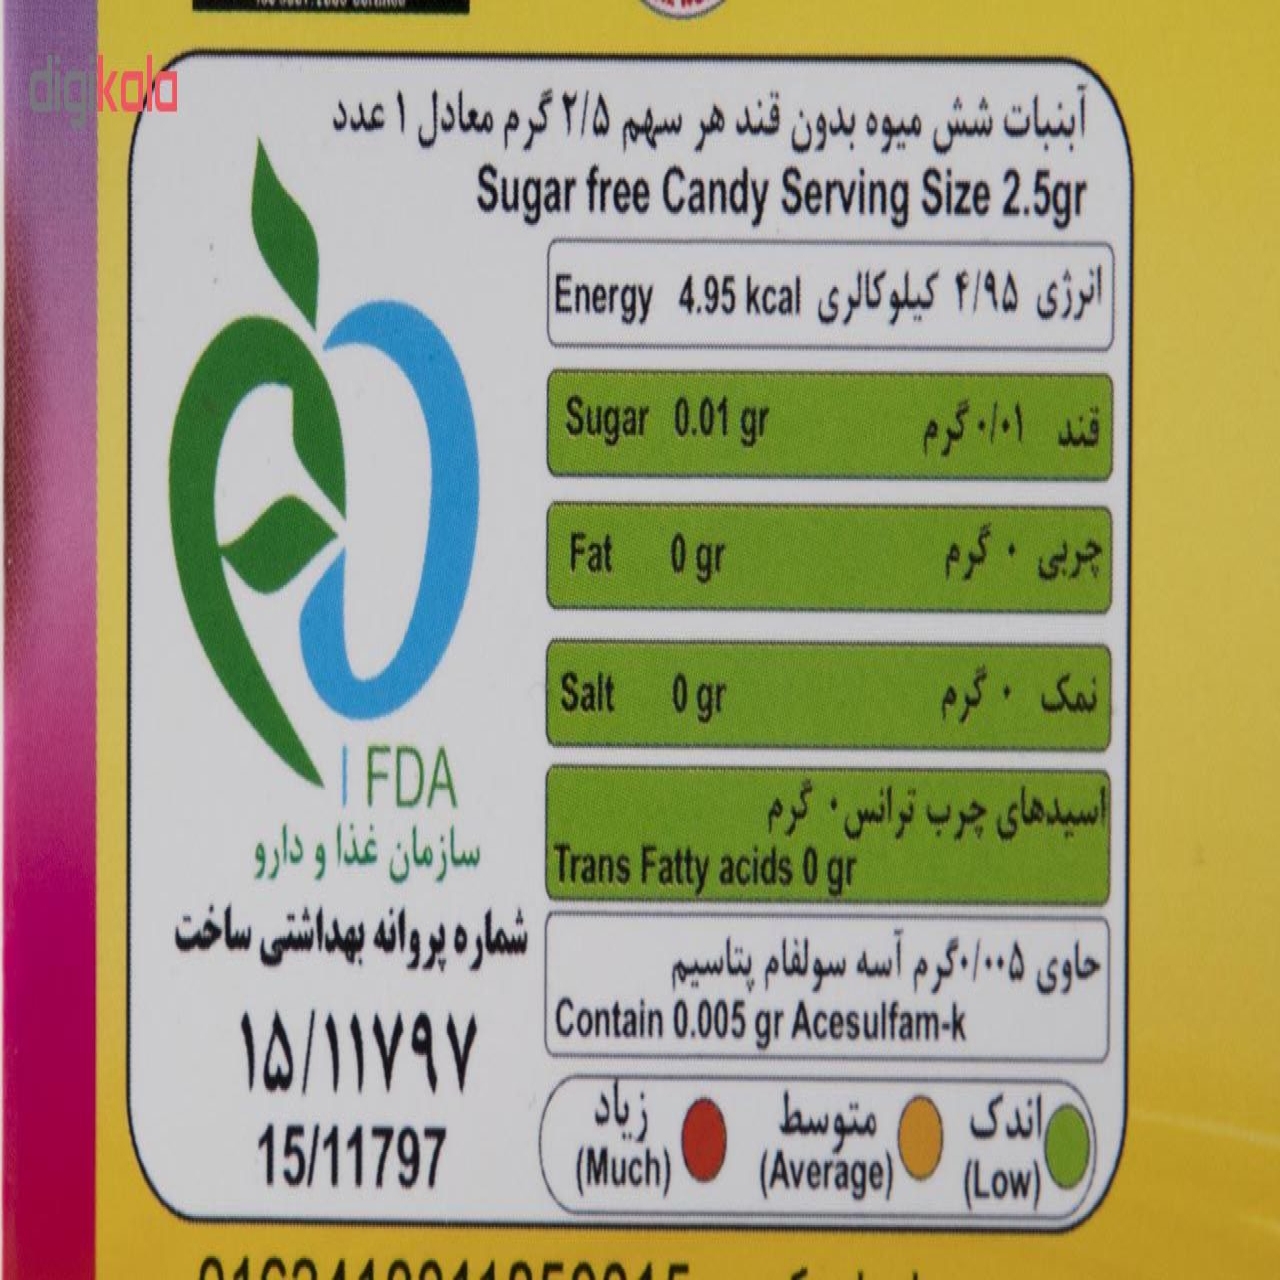 digikala
آبنبات شش میوه بدون قند هر سهم ۲/۵ گرم معادل ۱ عدد
Sugar free Candy Serving Size 2.5gr
Energy 4.95 kcal انرژی ۴/۹۵ کیلوکالری
Sugar 0.01 gr قند ۰/۰۱ گرم
Fat 0 gr چربی ۰ گرم
Salt 0 gr نمک ۰ گرم
اسیدهای چرب ترانس ۰ گرم
Trans Fatty acids 0 gr
حاوی ۰/۰۰۵ گرم آسه سولفام پتاسیم
Contain 0.005 gr Acesulfam-k
اندک متوسط زیاد
(Low) (Average) (Much)
IFDA
سازمان غذا و دارو
شماره پروانه بهداشتی ساخت
۱۵/۱۱۷۹۷
15/11797